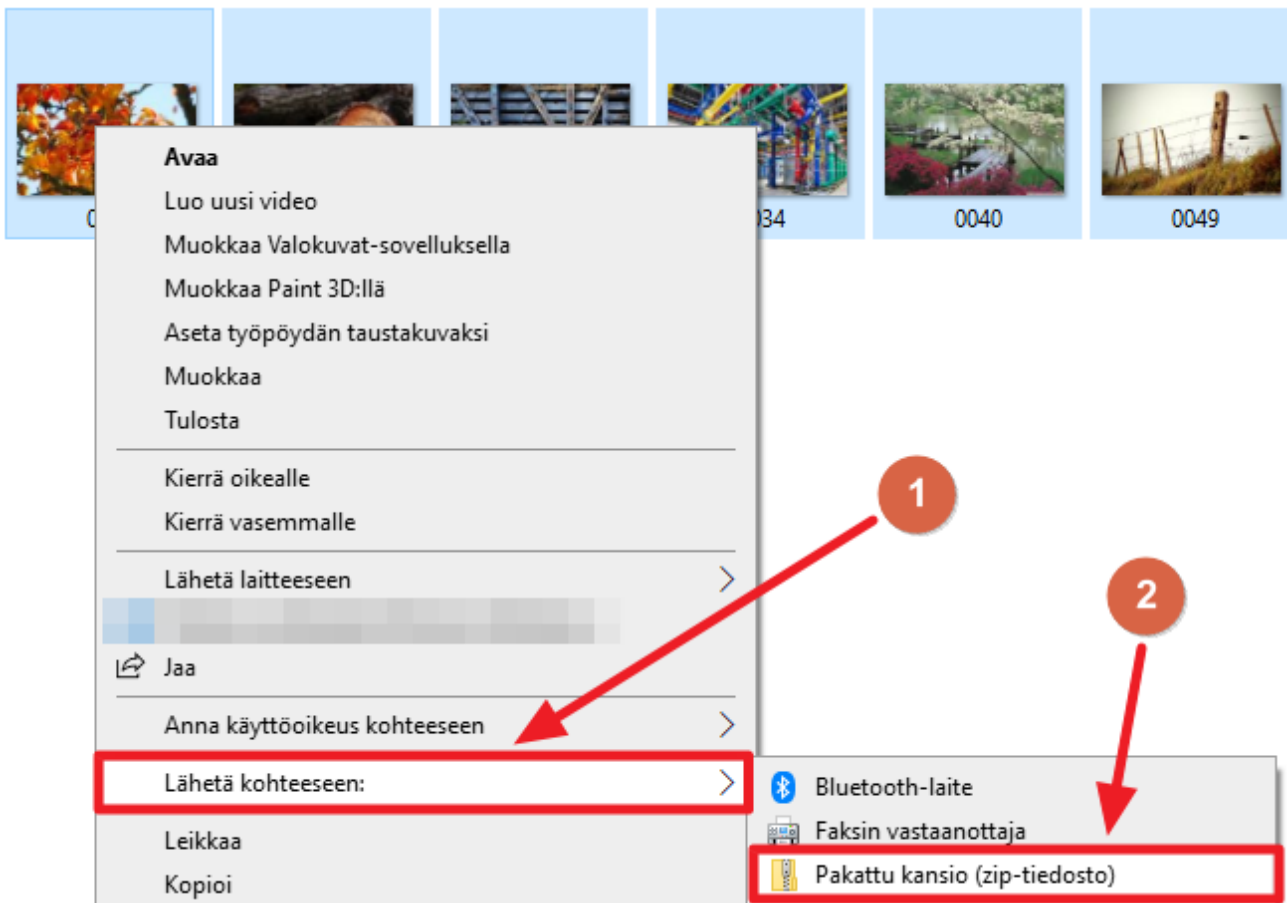 034
0040
0049
Avaa
Luo uusi video
Muokkaa Valokuvat-sovelluksella
Muokkaa Paint 3D:llä
Aseta työpöydän taustakuvaksi
Muokkaa
Tulosta
Kierrä oikealle
Kierrä vasemmalle
1
Lähetä laitteeseen
2
Jaa
Anna käyttöoikeus kohteeseen
Lähetä kohteeseen:
Bluetooth-laite
Faksin vastaanottaja
Pakattu kansio (zip-tiedosto)
Leikkaa
Kopioi